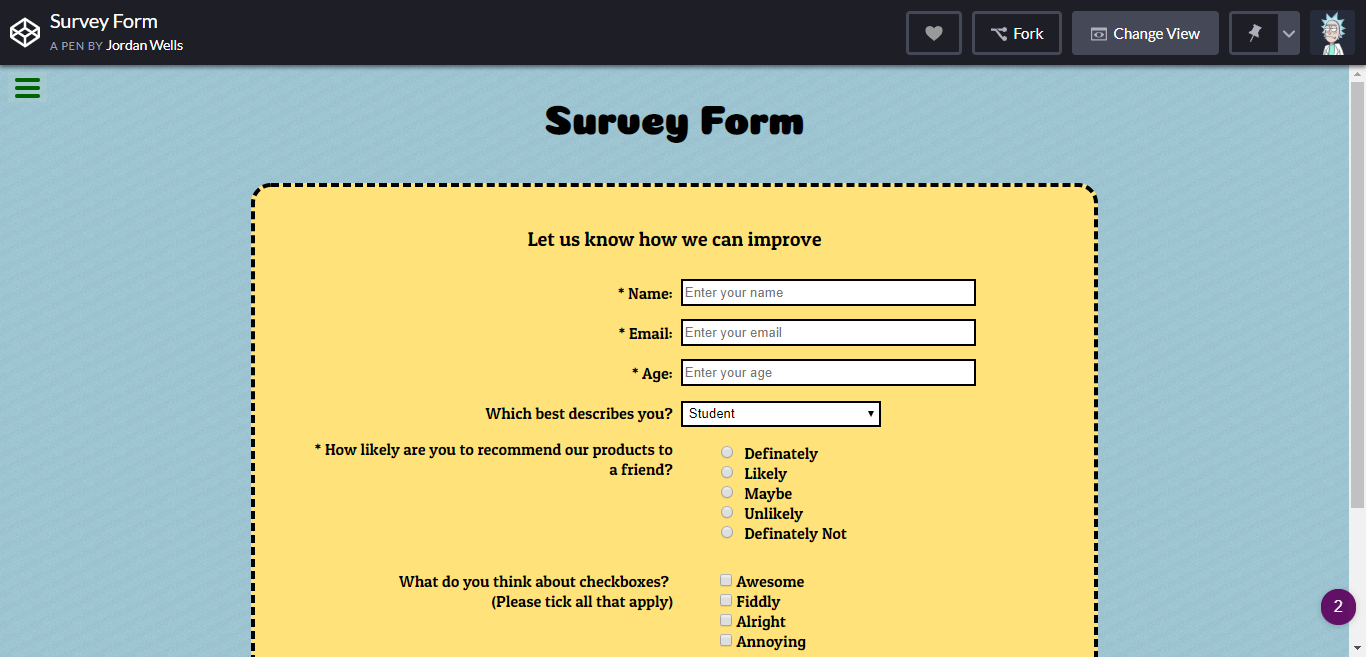 Survey Form
A PEN BY Jordan Wells
Fork
Change View
Survey Form
Let us know how we can improve
* Name: Enter your name
* Email: Enter your email
* Age: Enter your age
Which best describes you? Student
* How likely are you to recommend our products to
a friend?
Definately
Likely
Maybe
Unlikely
Definately Not
What do you think about checkboxes?
(Please tick all that apply)
Awesome
Fiddly
Alright
Annoying
2